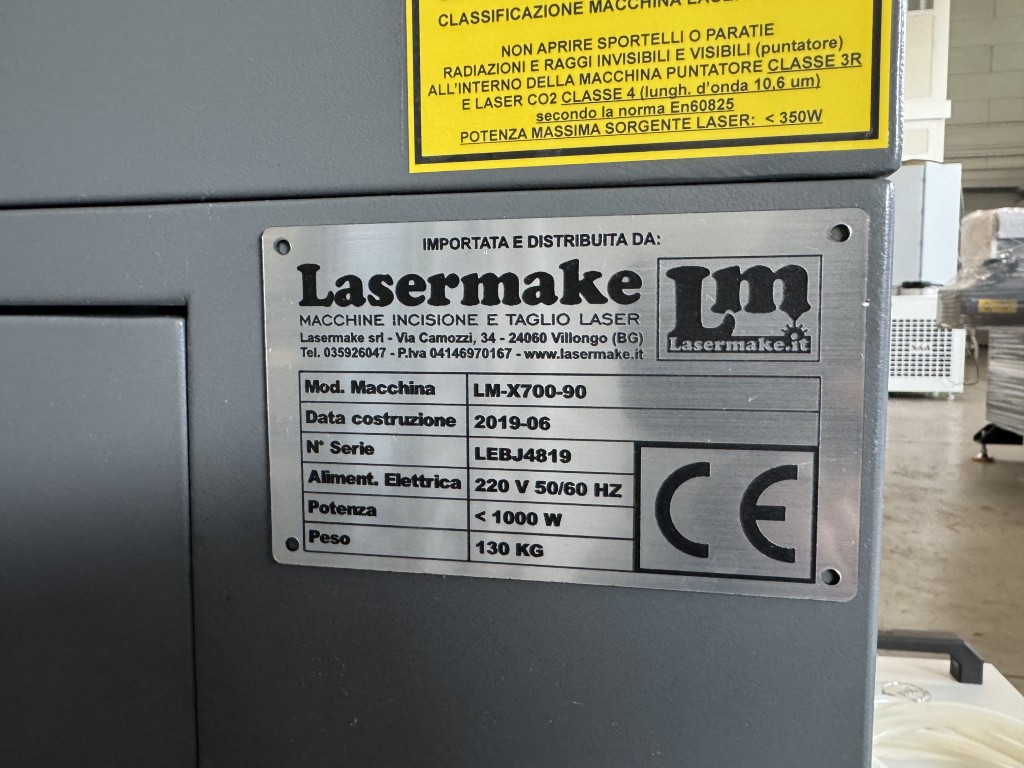 CLASSIFICAZIONE MACCHINA LASER
NON APRIRE SPORTELLI O PARATIE
RADIAZIONI E RAGGI INVISIBILI E VISIBILI (puntatore)
ALL'INTERNO DELLA MACCHINA PUNTATORE CLASSE 3R
E LASER CO2 CLASSE 4 (lungh. d'onda 10,6 um)
secondo la norma En60825
POTENZA MASSIMA SORGENTE LASER: < 350W
IMPORTATA E DISTRIBUITA DA:
Lasermake
MACCHINE INCISIONE E TAGLIO LASER
Lasermake srl - Via Camozzi, 34 - 24060 Villongo (BG)
Tel. 035926047 - P.Iva 04146970167 - www.lasermake.it
Lm
Lasermake.it
Mod. Macchina LM-X700-90
Data costruzione 2019-06
N° Serie LEBJ4819
Aliment. Elettrica 220 V 50/60 HZ
Potenza < 1000 W
Peso 130 KG
CE